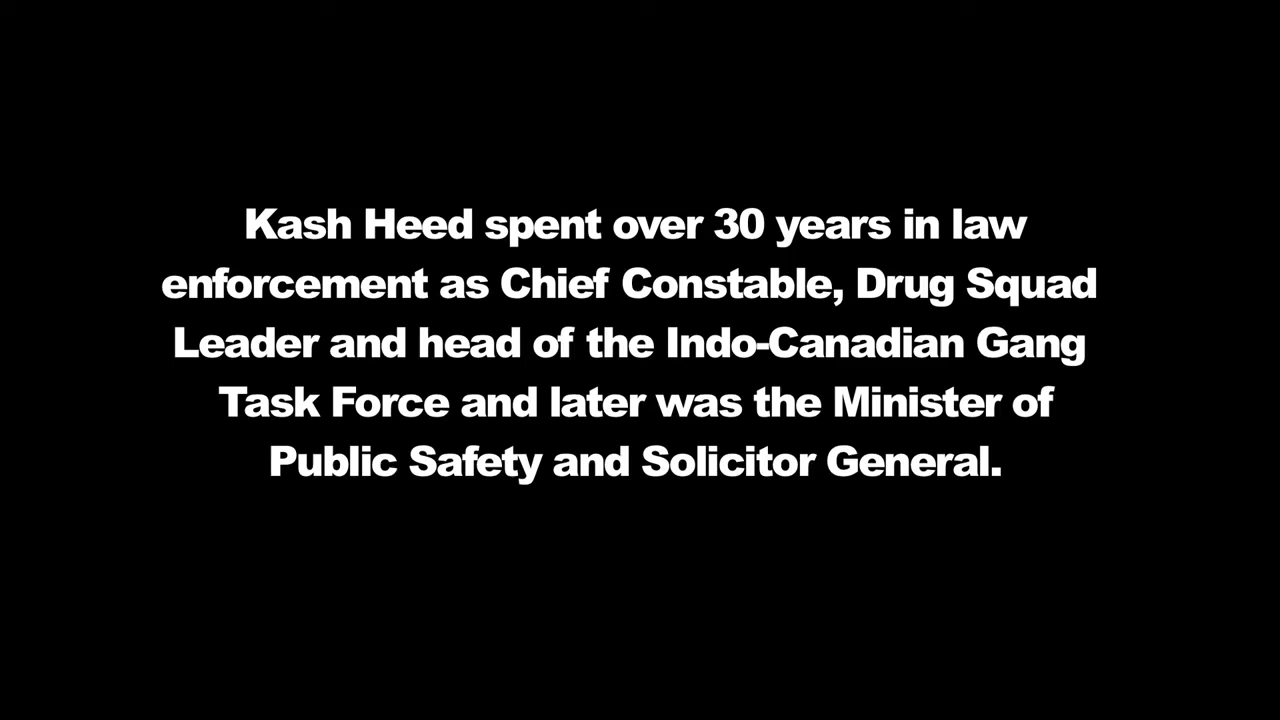 Kash Heed spent over 30 years in law
enforcement as Chief Constable, Drug Squad
Leader and head of the Indo-Canadian Gang
Task Force and later was the Minister of
Public Safety and Solicitor General.